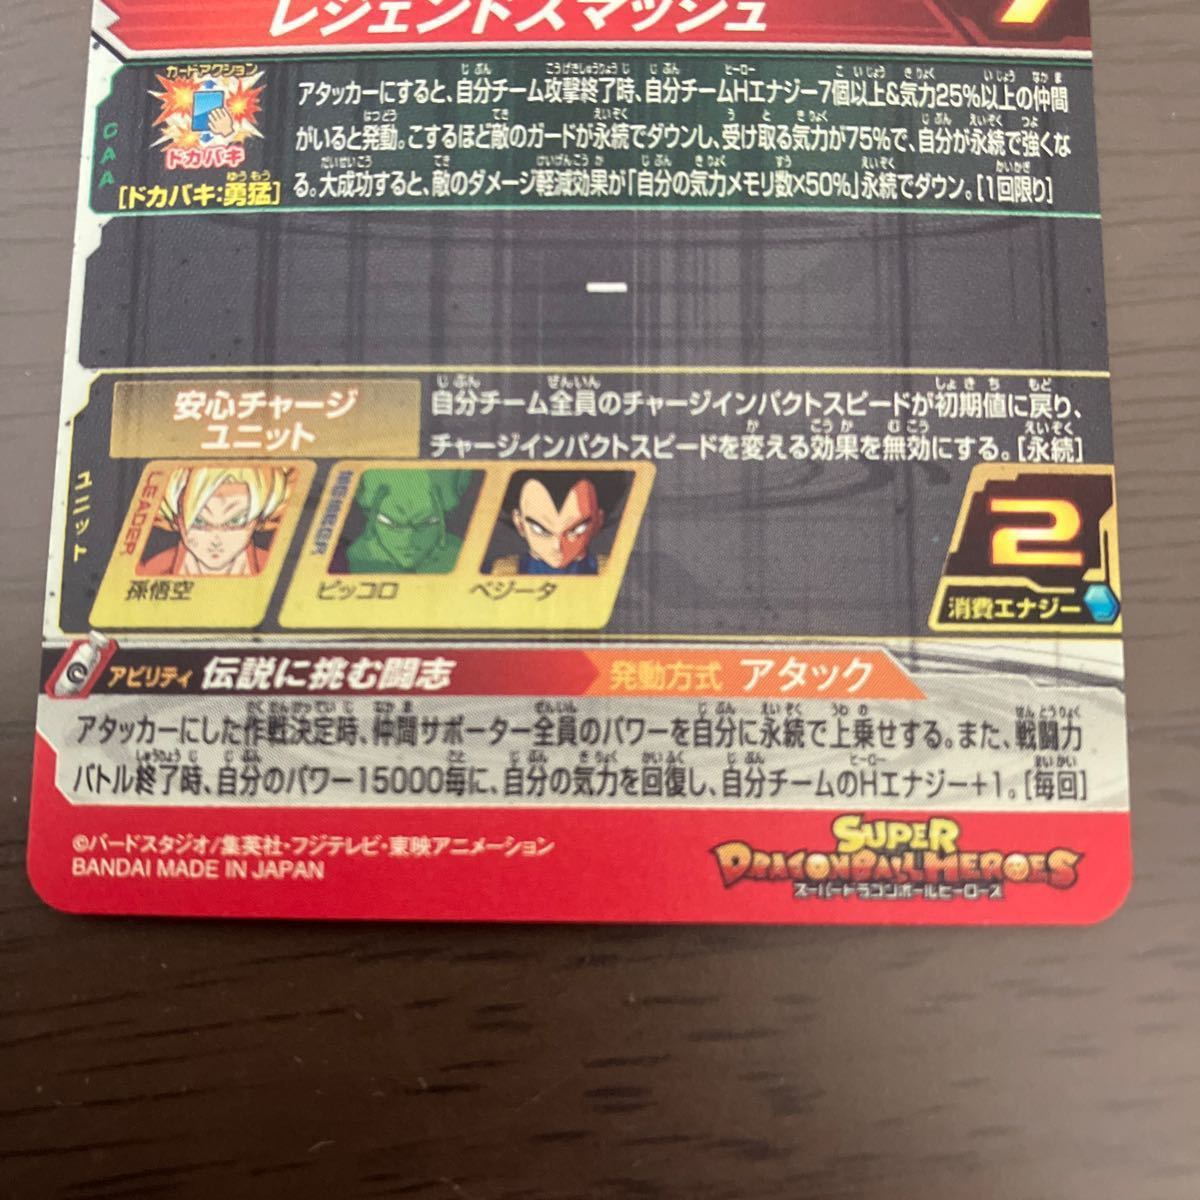 レジェンドスマッシュ
カードアクション
ドカバキ
[ドカバキ:勇猛]
CAA
アタッカーにすると、自分チーム攻撃終了時、自分チームHエナジー7個以上&気力25%以上の仲間
がいると発動。こするほど敵のガードが永続でダウンし、受け取る気力が75%で、自分が永続で強くな
る。大成功すると、敵のダメージ軽減効果が「自分の気力メモリ数×50%」永続でダウン。[1回限り]
ー
ユニット
安心チャージ
ユニット
自分チーム全員のチャージインパクトスピードが初期値に戻り、
チャージインパクトスピードを変える効果を無効にする。[永続]
LEADER
孫悟空
MEMBER
ピッコロ
ベジータ
2
消費エナジー
アビリティ 伝説に挑む闘志 発動方式 アタック
アタッカーにした作戦決定時、仲間サポーター全員のパワーを自分に永続で上乗せする。また、戦闘力
バトル終了時、自分のパワー15000毎に、自分の気力を回復し、自分チームのHエナジー+1。[毎回]
©バードスタジオ/集英社・フジテレビ・東映アニメーション
BANDAI MADE IN JAPAN
SUPER
DRAGONBALL HEROES
スーパードラゴンボールヒーローズ